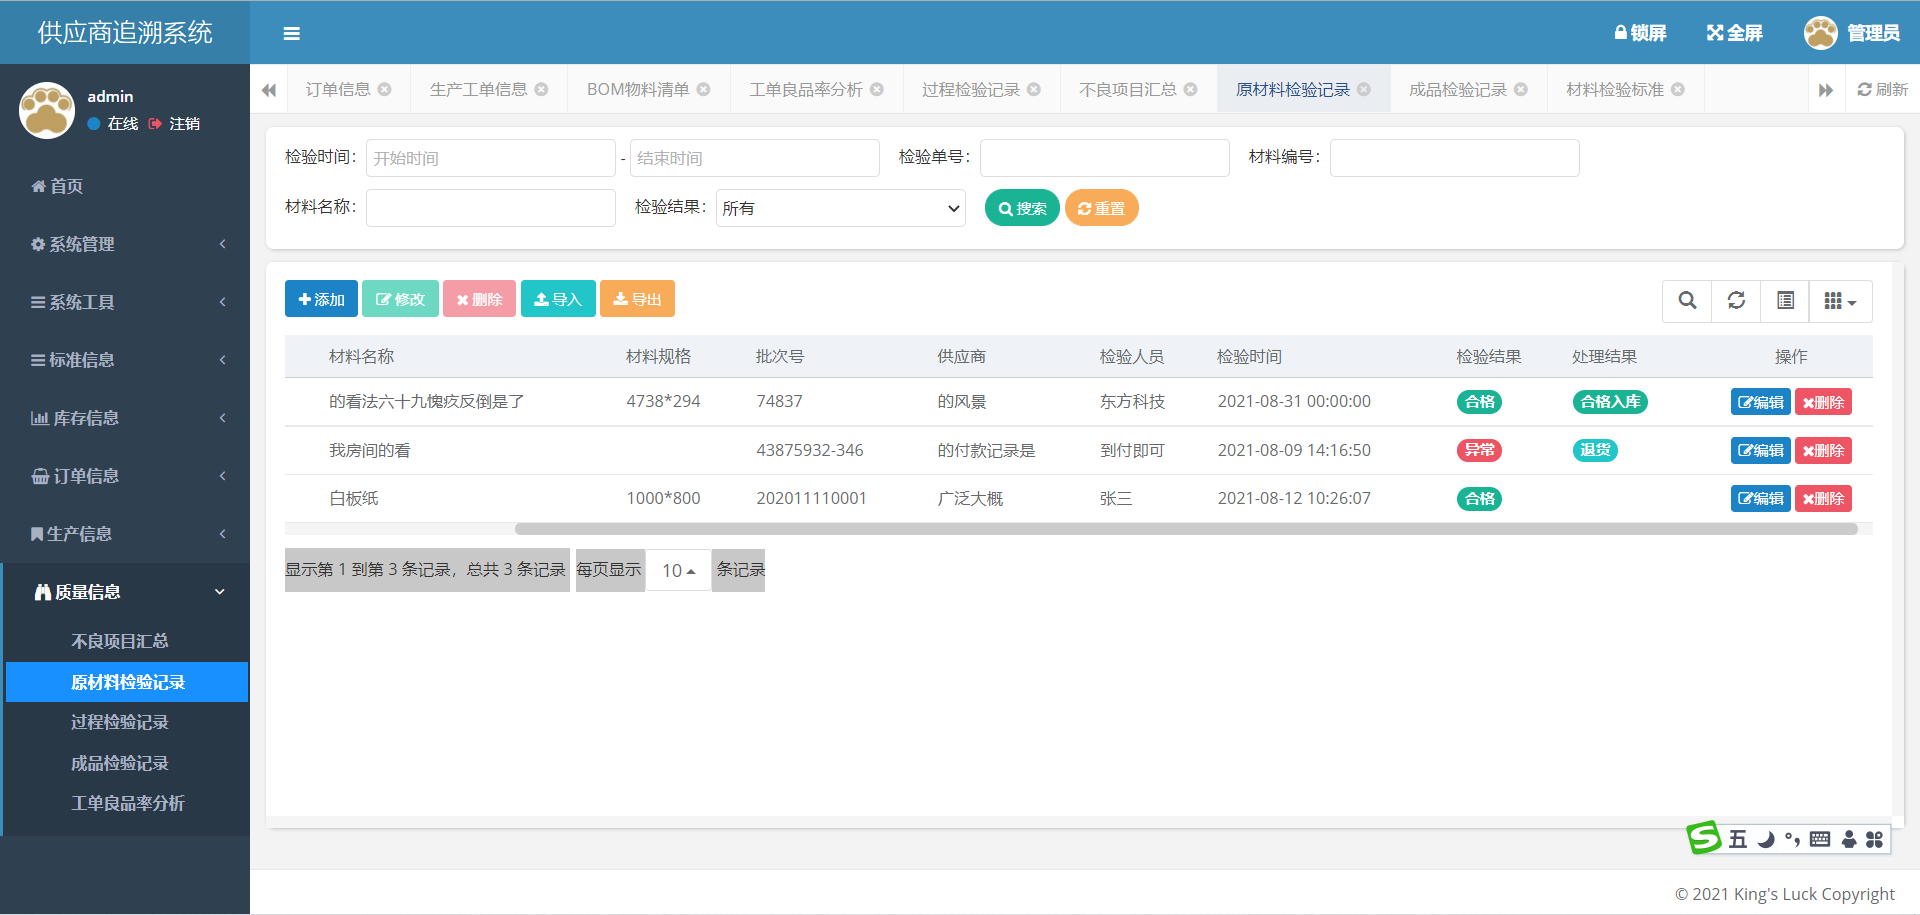 供应商追溯系统
锁屏 全屏 管理员
admin
在线 注销
订单信息 生产工单信息 BOM物料清单 工单良品率分析 过程检验记录 不良项目汇总 原材料检验记录 成品检验记录 材料检验标准 刷新
首页
系统管理
系统工具
标准信息
库存信息
订单信息
生产信息
质量信息
不良项目汇总
原材料检验记录
过程检验记录
成品检验记录
工单良品率分析
检验时间： 开始时间 - 结束时间 检验单号： 材料编号：
材料名称： 检验结果： 所有 搜索 重置
添加 修改 删除 导入 导出
材料名称 材料规格 批次号 供应商 检验人员 检验时间 检验结果 处理结果 操作
的看法六十九愧疚反倒是了 4738*294 74837 的风景 东方科技 2021-08-31 00:00:00 合格 合格入库 编辑 删除
我房间的看 43875932-346 的付款记录是 到付即可 2021-08-09 14:16:50 异常 退货 编辑 删除
白板纸 1000*800 202011110001 广泛大概 张三 2021-08-12 10:26:07 合格 编辑 删除
显示第 1 到第 3 条记录，总共 3 条记录 每页显示 10 条记录
五
© 2021 King's Luck Copyright